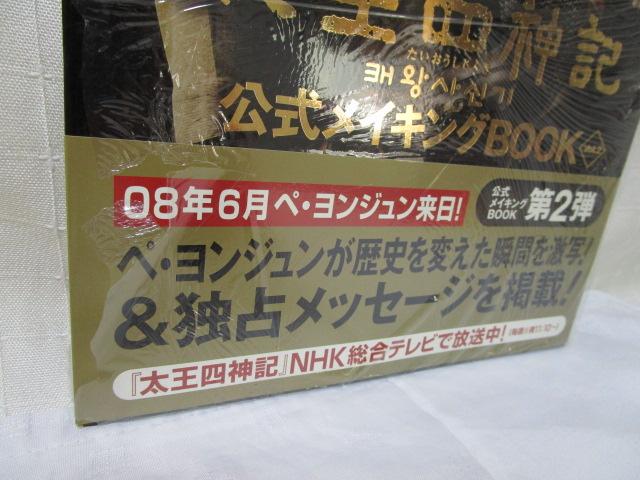 太王四神記
たいおうしじんき
태왕사신기
公式メイキングBOOK
08年6月ペ・ヨンジュン来日!
公式
メイキング
BOOK
第2弾
ペ・ヨンジュンが歴史を変えた瞬間を激写!
&独占メッセージを掲載!
『太王四神記』NHK総合テレビで放送中!